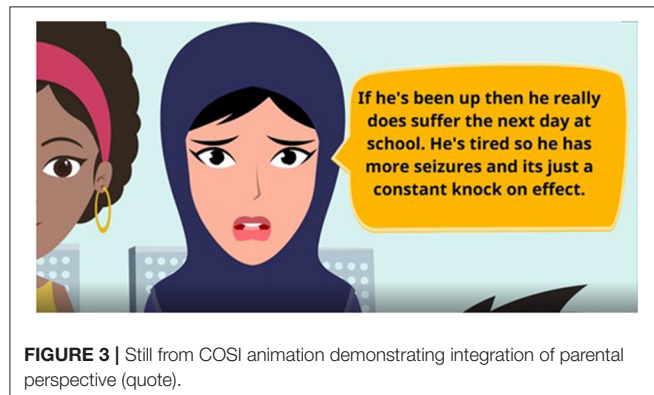 If he's been up then he really
does suffer the next day at
school. He's tired so he has
more seizures and its just a
constant knock on effect.
FIGURE 3 | Still from COSI animation demonstrating integration of parental
perspective (quote).